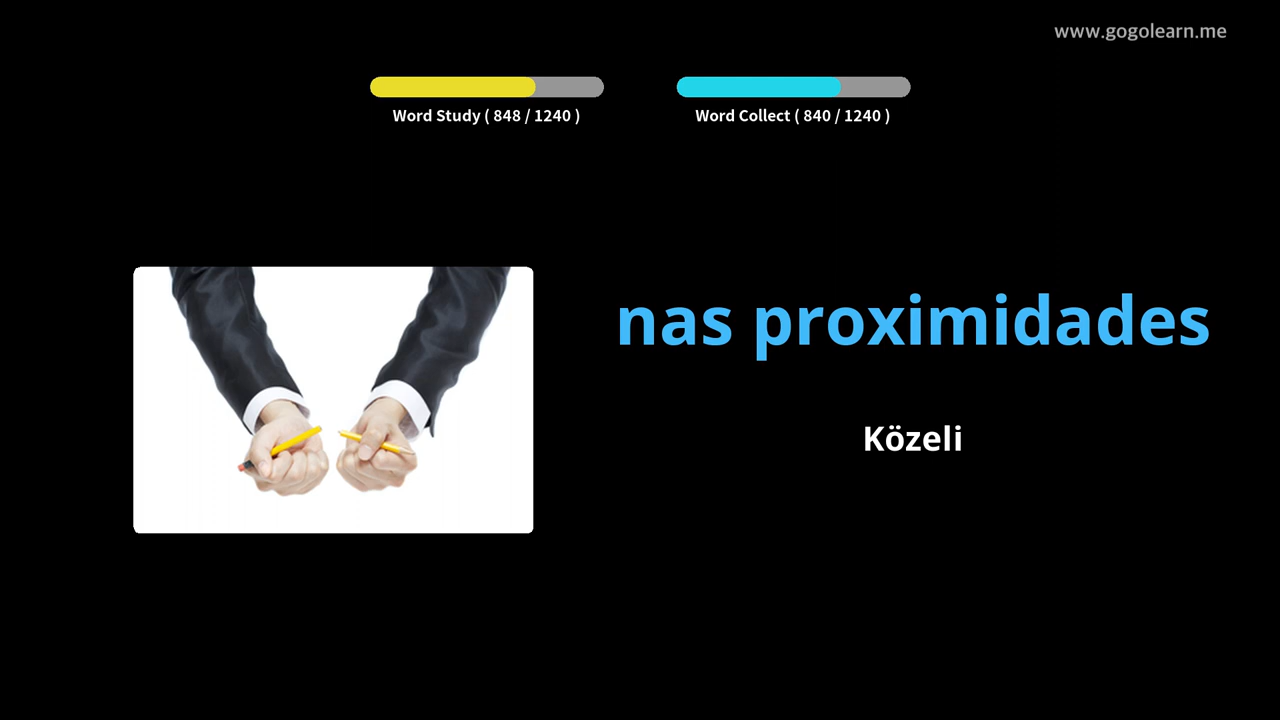 www.gogolearn.me
Word Study ( 848 / 1240 )
Word Collect ( 840 / 1240 )
nas proximidades
Közeli